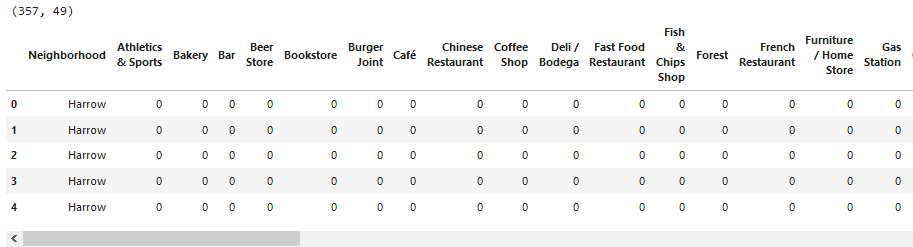 (357, 49)
Neighborhood Athletics & Sports Bakery Bar Beer Store Bookstore Burger Joint Café Chinese Restaurant Coffee Shop Deli / Bodega Fast Food Restaurant Fish & Chips Shop Forest French Restaurant Furniture / Home Store Gas Station
0 Harrow 0 0 0 0 0 0 0 0 0 0 0 0 0 0 0 0
1 Harrow 0 0 0 0 0 0 0 0 0 0 0 0 0 0 0 0
2 Harrow 0 0 0 0 0 0 0 0 0 0 0 0 0 0 0 0
3 Harrow 0 0 0 0 0 0 0 0 0 0 0 0 0 0 0 0
4 Harrow 0 0 0 0 0 0 0 0 0 0 0 0 0 0 0 0